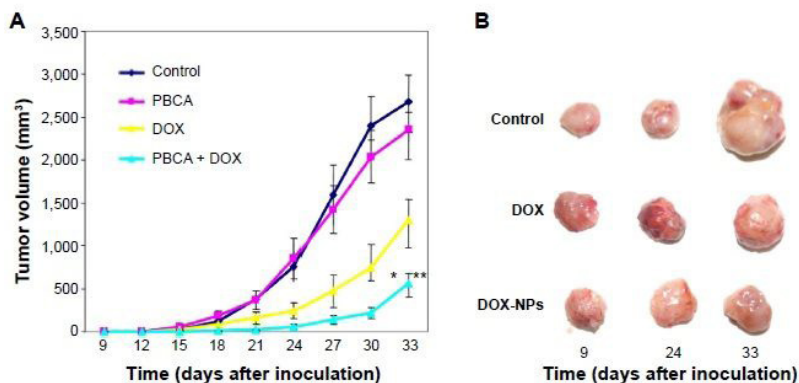 A
3,500
3,000
2,500
2,000
1,500
1,000
500
0
Tumor volume (mm³)
Control
PBCA
DOX
PBCA + DOX
* **
9 12 15 18 21 24 27 30 33
Time (days after inoculation)
B
Control
DOX
DOX-NPs
9 24 33
Time (days after inoculation)